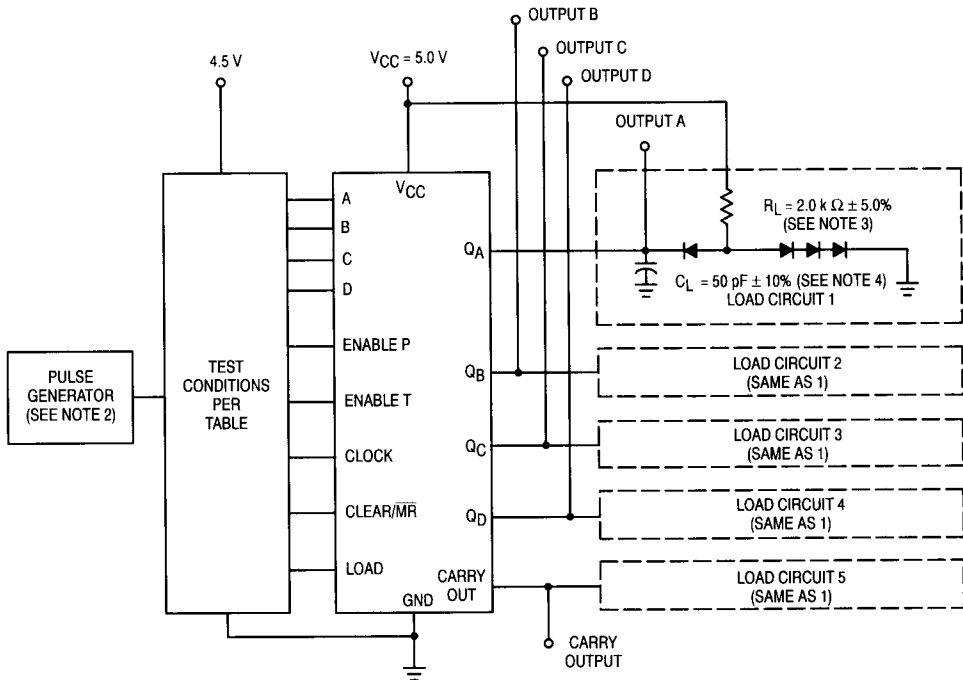 OUTPUT B
OUTPUT C
OUTPUT D
4.5 V
VCC = 5.0 V
OUTPUT A
VCC
A
B
C
D
ENABLE P
ENABLE T
CLOCK
CLEAR/M̅R̅
LOAD
QA
QB
QC
QD
CARRY
OUT
GND
PULSE
GENERATOR
(SEE NOTE 2)
TEST
CONDITIONS
PER
TABLE
RL = 2.0 k Ω ± 5.0%
(SEE NOTE 3)
CL = 50 pF ± 10% (SEE NOTE 4)
LOAD CIRCUIT 1
LOAD CIRCUIT 2
(SAME AS 1)
LOAD CIRCUIT 3
(SAME AS 1)
LOAD CIRCUIT 4
(SAME AS 1)
LOAD CIRCUIT 5
(SAME AS 1)
CARRY
OUTPUT